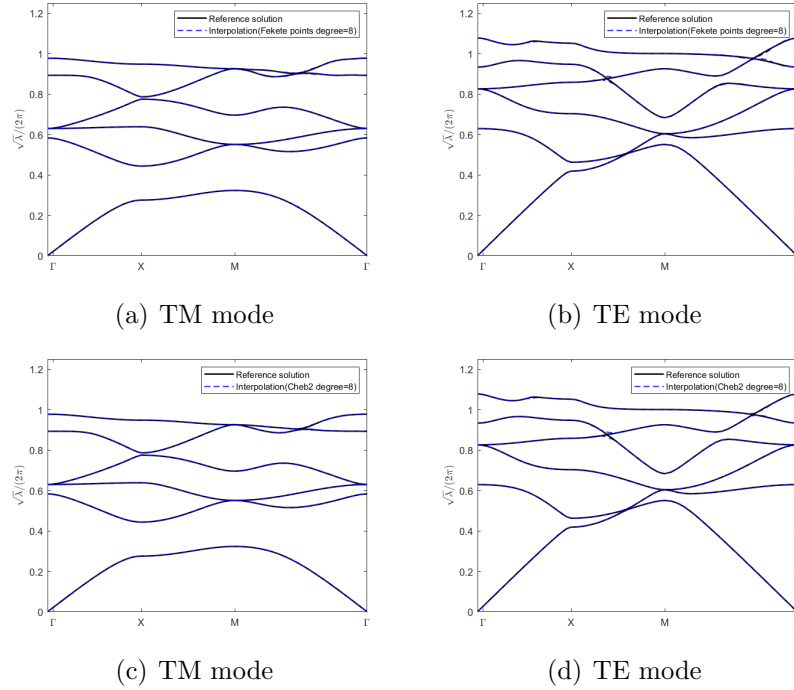 Reference solution
Interpolation(Fekete points degree=8)
1.2
1
0.8
0.6
0.4
0.2
0
√λ/(2π)
Γ
X
M
Γ
(a) TM mode
Reference solution
Interpolation(Fekete points degree=8)
1.2
1
0.8
0.6
0.4
0.2
0
√λ/(2π)
Γ
X
M
(b) TE mode
Reference solution
Interpolation(Cheb2 degree=8)
1.2
1
0.8
0.6
0.4
0.2
0
√λ/(2π)
Γ
X
M
Γ
(c) TM mode
Reference solution
Interpolation(Cheb2 degree=8)
1.2
1
0.8
0.6
0.4
0.2
0
√λ/(2π)
Γ
X
M
(d) TE mode